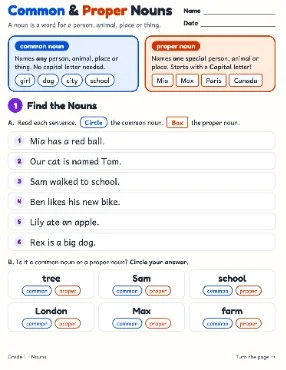 Common & Proper Nouns
Name
A noun is a word for a person, animal, place or thing.
Date
common noun
Names any person, animal, place or
thing. No capital letter needed.
girl dog city school
proper noun
Names one special person, animal or
place. Starts with a Capital letter!
Mia Max Paris Canada
1 Find the Nouns
A. Read each sentence. Circle the common noun. Box the proper noun.
1 Mia has a red ball.
2 Our cat is named Tom.
3 Sam walked to school.
4 Ben likes his new bike.
5 Lily ate an apple.
6 Rex is a big dog.
B. Is it a common noun or a proper noun? Circle your answer.
tree Sam school
common proper common proper common proper
London Max farm
common proper common proper common proper
Grade 1 · Nouns
Turn the page →